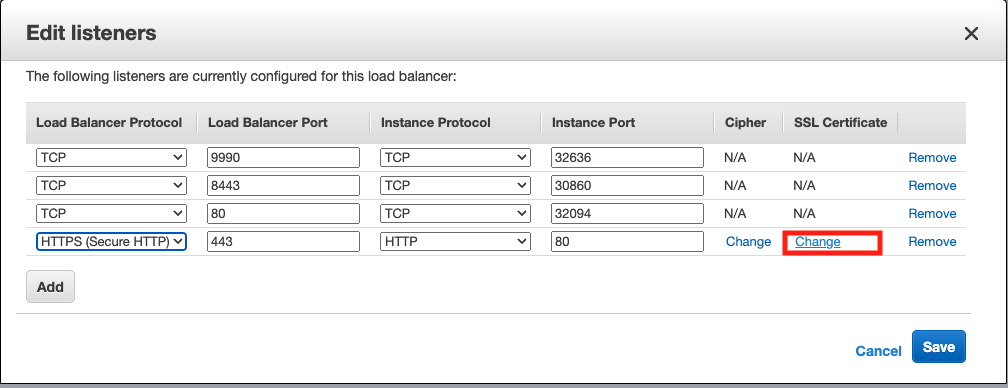 Edit listeners
The following listeners are currently configured for this load balancer:
Load Balancer Protocol Load Balancer Port Instance Protocol Instance Port Cipher SSL Certificate
TCP 9990 TCP 32636 N/A N/A Remove
TCP 8443 TCP 30860 N/A N/A Remove
TCP 80 TCP 32094 N/A N/A Remove
HTTPS (Secure HTTP) 443 HTTP 80 Change Change Remove
Add
Cancel Save